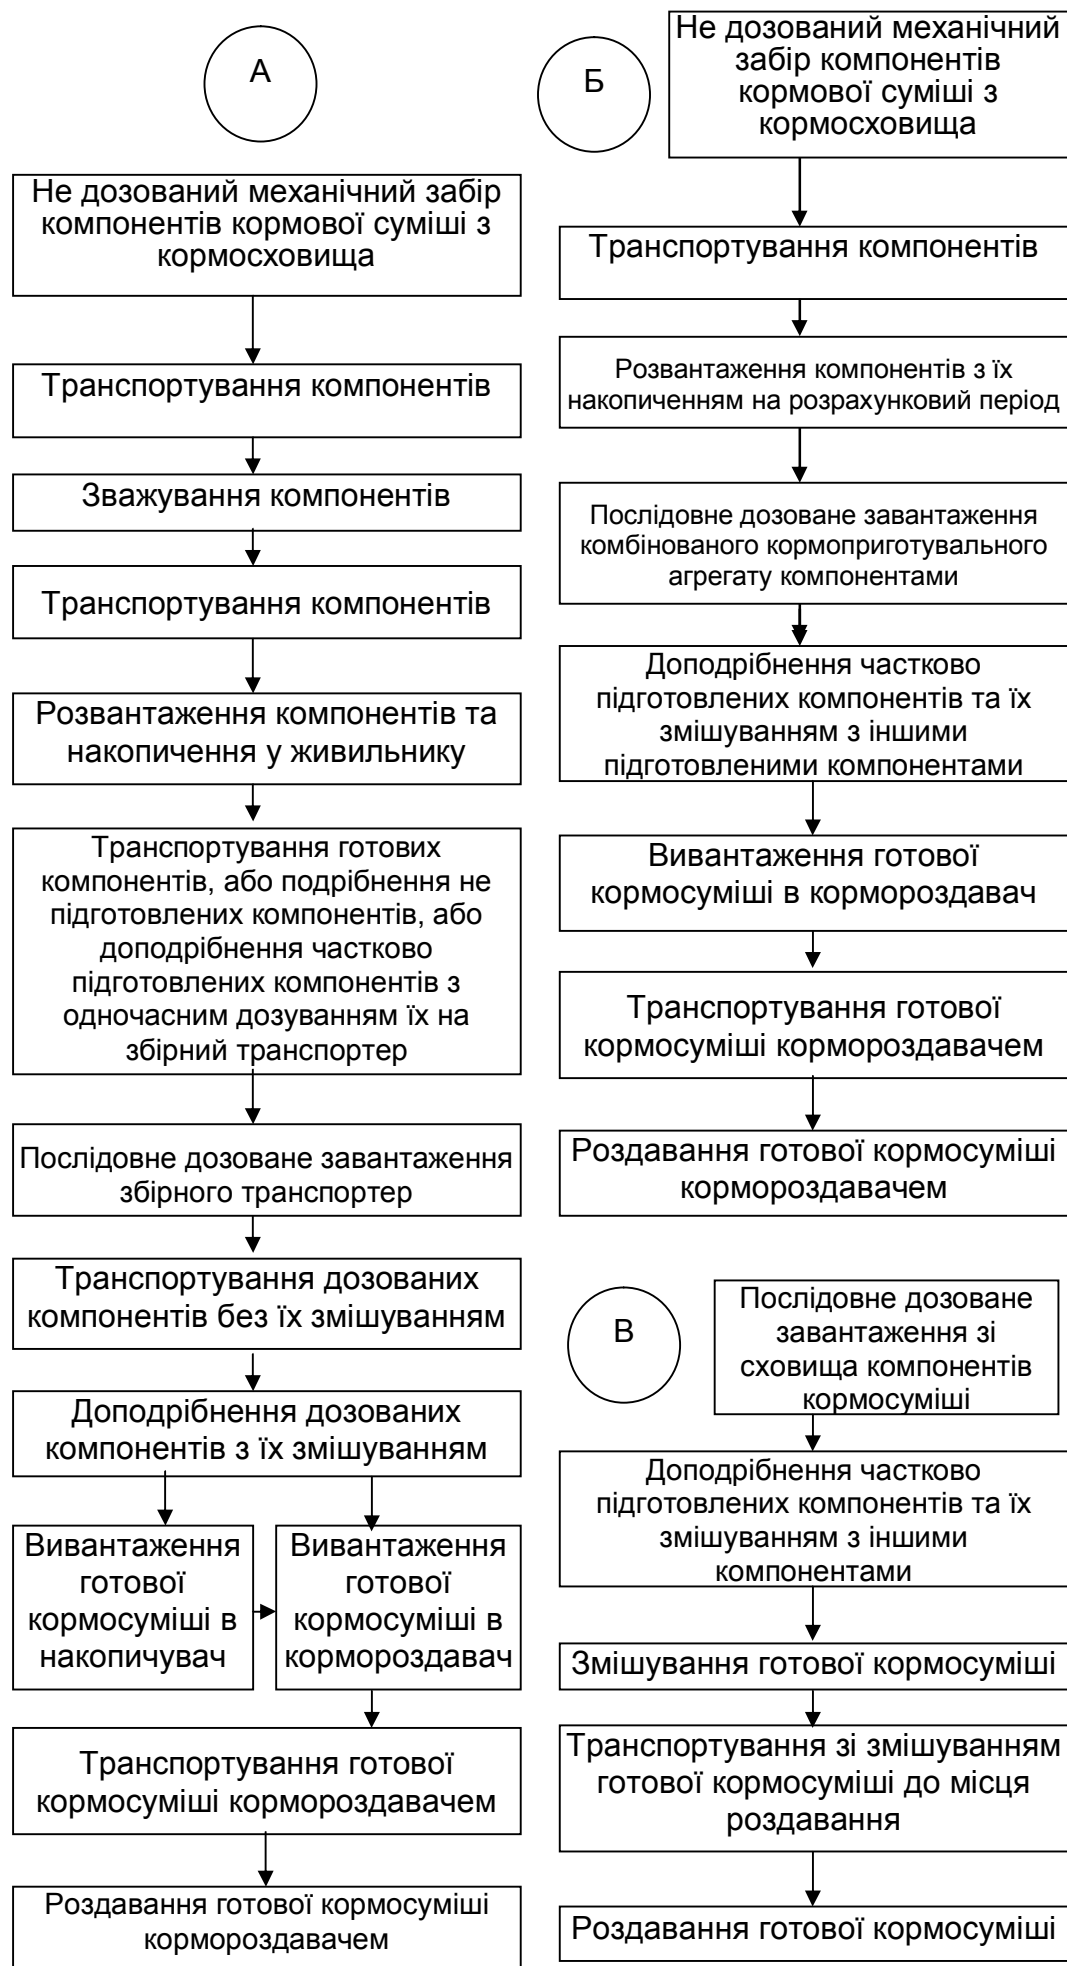 А
Не дозований механічний забір
компонентів кормової суміші з
кормосховища
Транспортування компонентів
Зважування компонентів
Транспортування компонентів
Розвантаження компонентів та
накопичення у живильнику
Транспортування готових
компонентів, або подрібнення не
підготовлених компонентів, або
доподрібнення частково
підготовлених компонентів з
одночасним дозуванням їх на
збірний транспортер
Послідовне дозоване завантаження
збірного транспортер
Транспортування дозованих
компонентів без їх змішуванням
Доподрібнення дозованих
компонентів з їх змішуванням
Вивантаження
готової
кормосуміші в
накопичувач
Вивантаження
готової
кормосуміші в
кормороздавач
Транспортування готової
кормосуміші кормороздавачем
Роздавання готової кормосуміші
кормороздавачем
Б
Не дозований механічний
забір компонентів
кормової суміші з
кормосховища
Транспортування компонентів
Розвантаження компонентів з їх
накопиченням на розрахунковий період
Послідовне дозоване завантаження
комбінованого кормоприготувального
агрегату компонентами
Доподрібнення частково
підготовлених компонентів та їх
змішуванням з іншими
підготовленими компонентами
Вивантаження готової
кормосуміші в кормороздавач
Транспортування готової
кормосуміші кормороздавачем
Роздавання готової кормосуміші
кормороздавачем
В
Послідовне дозоване
завантаження зі
сховища компонентів
кормосуміші
Доподрібнення частково
підготовлених компонентів та їх
змішуванням з іншими
компонентами
Змішування готової кормосуміші
Транспортування зі змішуванням
готової кормосуміші до місця
роздавання
Роздавання готової кормосуміші